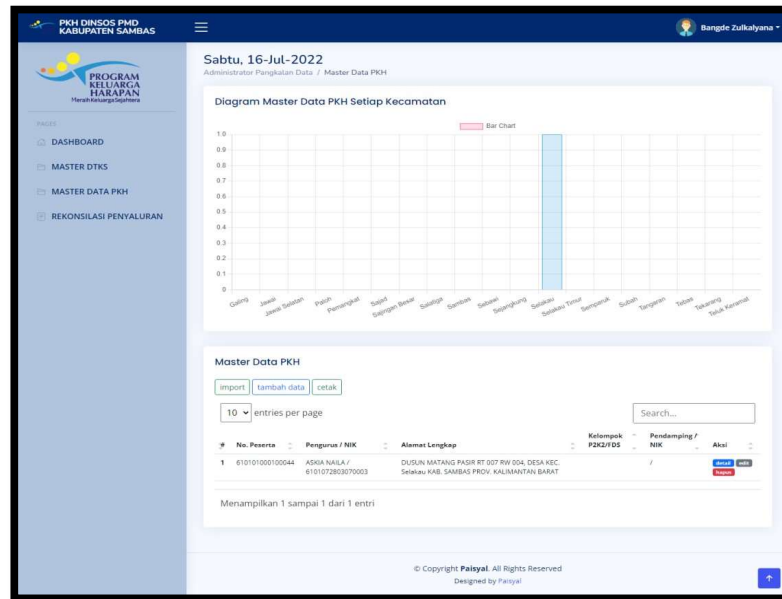 PKH DINSOS PMD
KABUPATEN SAMBAS
Bangde Zulkalyana
PROGRAM
KELUARGA
HARAPAN
Meraih Keluarga Sejahtera
PAGES
DASHBOARD
MASTER DTKS
MASTER DATA PKH
REKONSILASI PENYALURAN
Sabtu, 16-Jul-2022
Administrator Pangkalan Data / Master Data PKH
Diagram Master Data PKH Setiap Kecamatan
Bar Chart
1.0
0.9
0.8
0.7
0.6
0.5
0.4
0.3
0.2
0.1
0
Galing
Jawai
Jawai Selatan
Paloh
Pemangkat
Sajad
Sajingan Besar
Salatiga
Sambas
Sebawi
Sejangkung
Selakau
Selakau Timur
Semparuk
Subah
Tangaran
Tebas
Tekarang
Teluk Keramat
Master Data PKH
import tambah data cetak
10 entries per page
Search...
# No. Peserta Pengurus / NIK Alamat Lengkap Kelompok P2K2/FDS Pendamping / NIK Aksi
1 610101000100044 ASKIA NAILA / 6101072803070003 DUSUN MATANG PASIR RT 007 RW 004, DESA KEC. / detail edit
Selakau KAB. SAMBAS PROV. KALIMANTAN BARAT hapus
Menampilkan 1 sampai 1 dari 1 entri
© Copyright Paisyal. All Rights Reserved
Designed by Paisyal